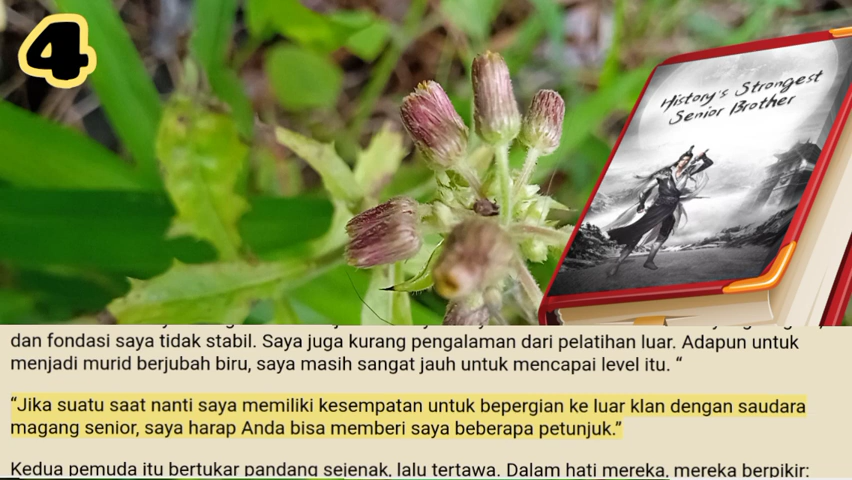 4
History's Strongest
Senior Brother
dan fondasi saya tidak stabil. Saya juga kurang pengalaman dari pelatihan luar. Adapun untuk
menjadi murid berjubah biru, saya masih sangat jauh untuk mencapai level itu. “
“Jika suatu saat nanti saya memiliki kesempatan untuk bepergian ke luar klan dengan saudara
magang senior, saya harap Anda bisa memberi saya beberapa petunjuk.”
Kedua pemuda itu bertukar pandang sejenak, lalu tertawa. Dalam hati mereka, mereka berpikir: